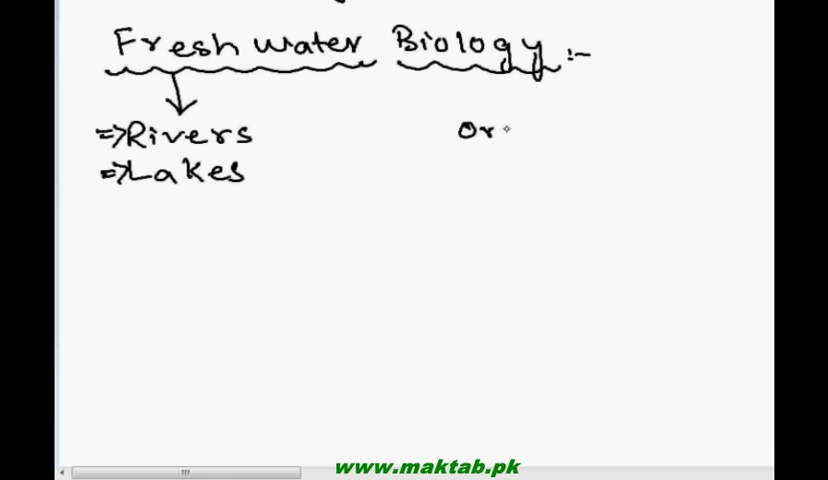 Fresh water Biology :-
=>Rivers
Or
=>Lakes
www.maktab.pk